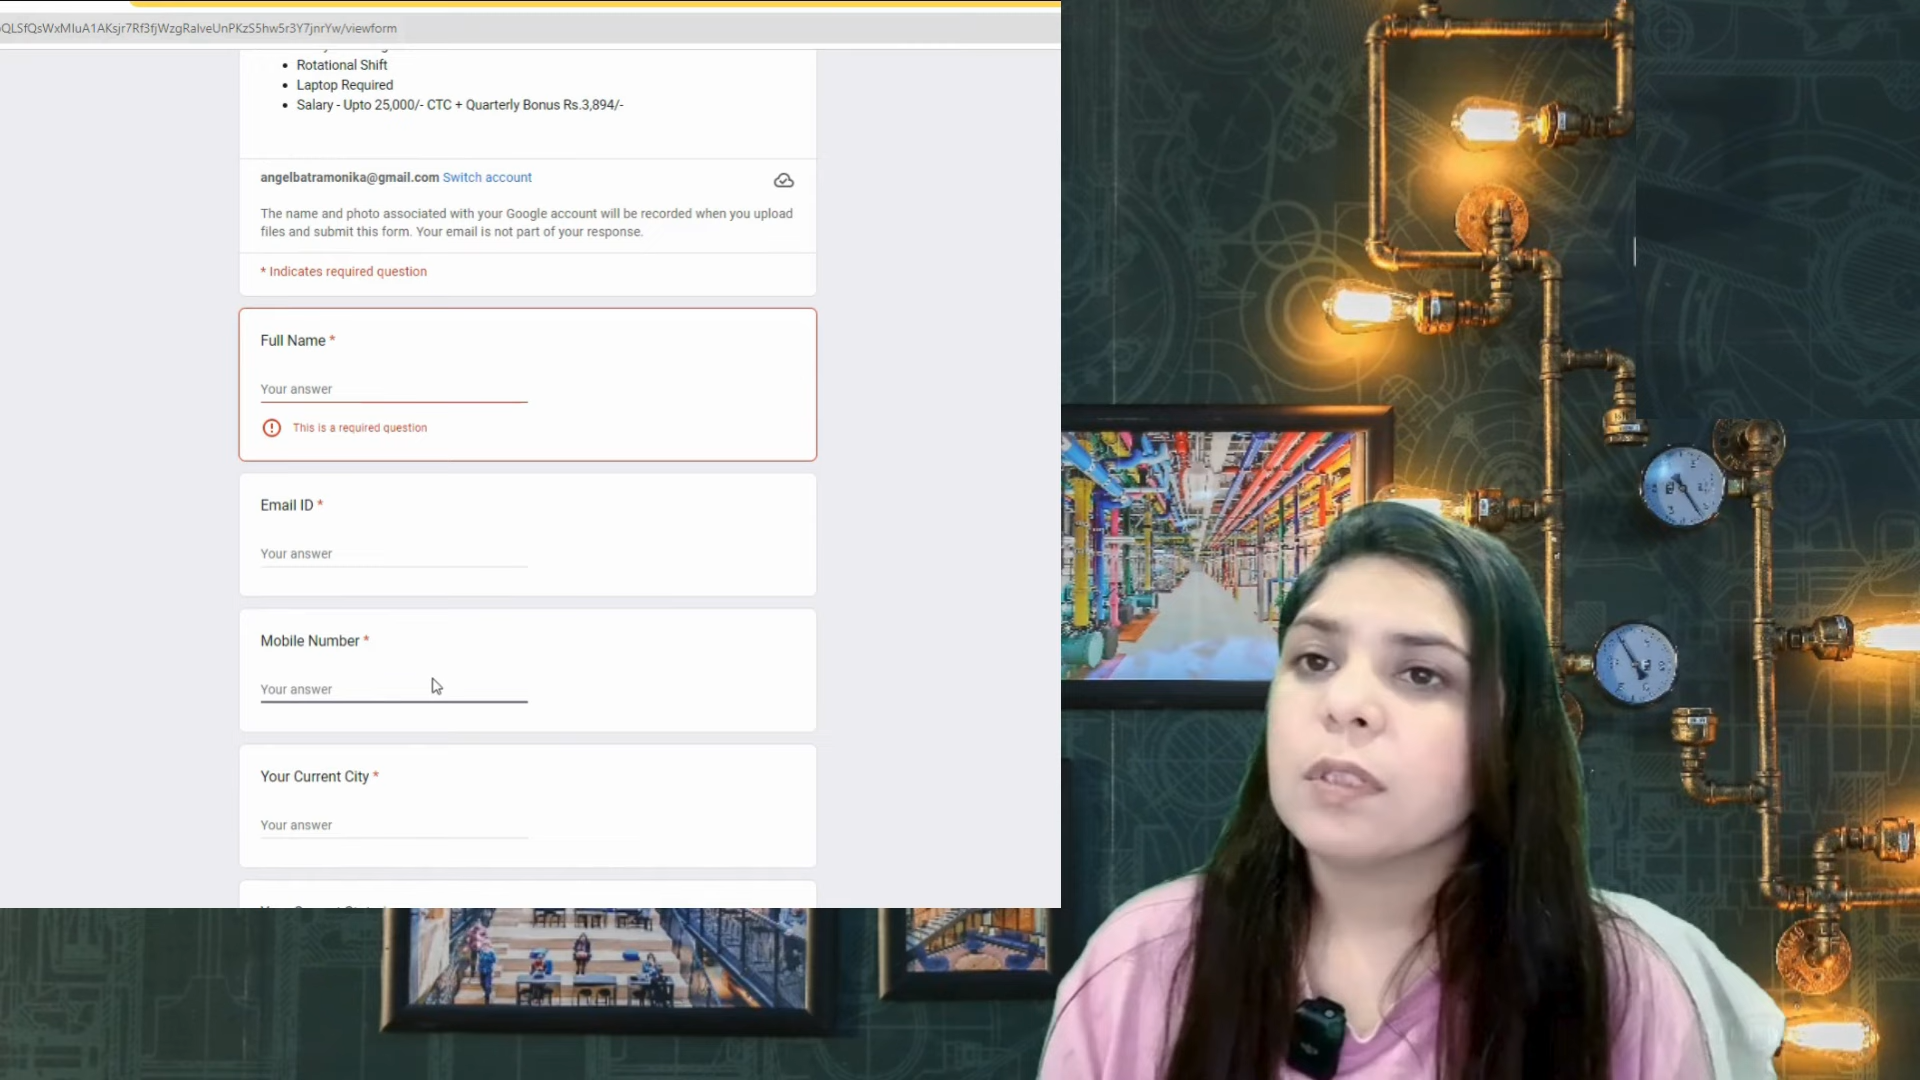 QLSfQsWxMIuA1AKsjr7Rf3fjWzgRaIveUnPKzS5hw5r3Y7jnrYw/viewform
Rotational Shift
Laptop Required
Salary - Upto 25,000/- CTC + Quarterly Bonus Rs.3,894/-
angelbatramonika@gmail.com Switch account
The name and photo associated with your Google account will be recorded when you upload
files and submit this form. Your email is not part of your response.
* Indicates required question
Full Name *
Your answer
This is a required question
Email ID *
Your answer
Mobile Number *
Your answer
Your Current City *
Your answer